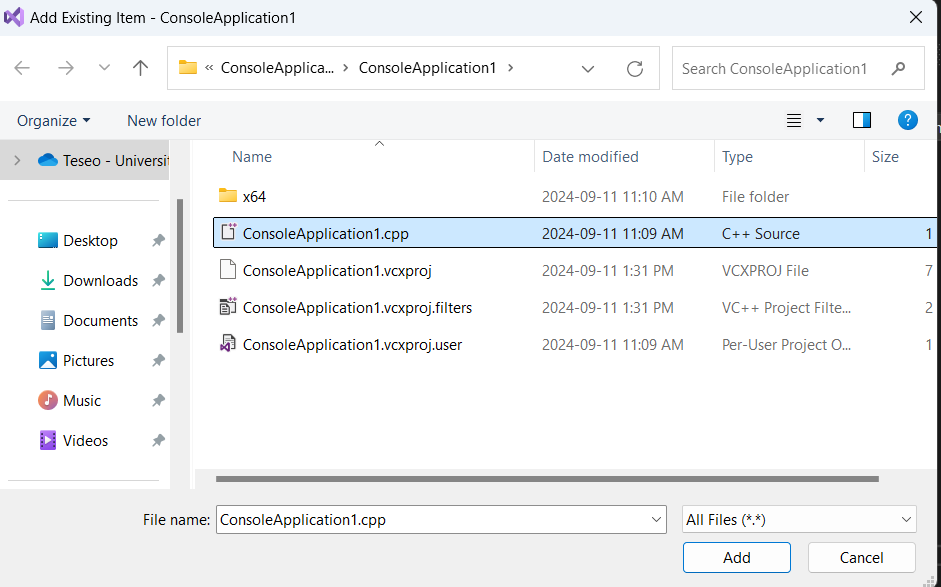 Add Existing Item - ConsoleApplication1
« ConsoleApplica... > ConsoleApplication1 >
Search ConsoleApplication1
Organize
New folder
?
Teseo - Universit
Desktop
Downloads
Documents
Pictures
Music
Videos
Name Date modified Type Size
x64 2024-09-11 11:10 AM File folder
ConsoleApplication1.cpp 2024-09-11 11:09 AM C++ Source 1
ConsoleApplication1.vcxproj 2024-09-11 1:31 PM VCXPROJ File 7
ConsoleApplication1.vcxproj.filters 2024-09-11 1:31 PM VC++ Project Filte... 2
ConsoleApplication1.vcxproj.user 2024-09-11 11:09 AM Per-User Project O... 1
File name: ConsoleApplication1.cpp All Files (*.*)
Add Cancel